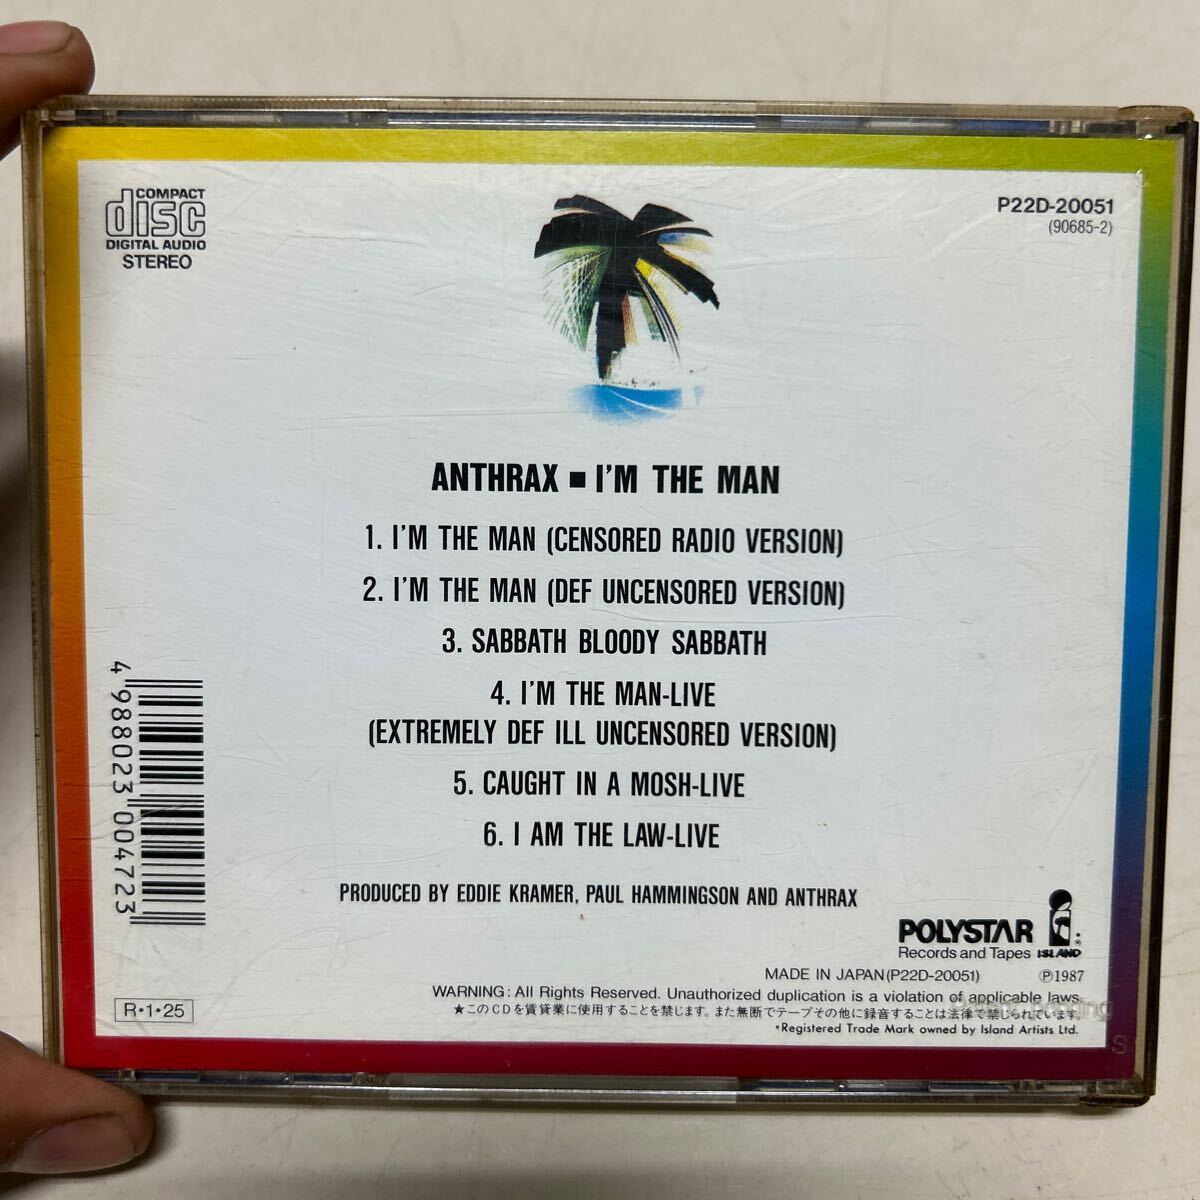 COMPACT
disc
DIGITAL AUDIO
STEREO
P22D-20051
(90685-2)
ANTHRAX ■ I'M THE MAN
1. I'M THE MAN (CENSORED RADIO VERSION)
2. I'M THE MAN (DEF UNCENSORED VERSION)
3. SABBATH BLOODY SABBATH
4. I'M THE MAN-LIVE
(EXTREMELY DEF ILL UNCENSORED VERSION)
5. CAUGHT IN A MOSH-LIVE
6. I AM THE LAW-LIVE
PRODUCED BY EDDIE KRAMER, PAUL HAMMINGSON AND ANTHRAX
4 988023 004723
POLYSTAR
Records and Tapes
ISLAND
MADE IN JAPAN(P22D-20051)
℗1987
WARNING: All Rights Reserved. Unauthorized duplication is a violation of applicable laws.
★このCDを賃貸業に使用することを禁じます。また無断でテープその他に録音することは法律で禁じられています。
*Registered Trade Mark owned by Island Artists Ltd.
R・1・25
Patent pending
S